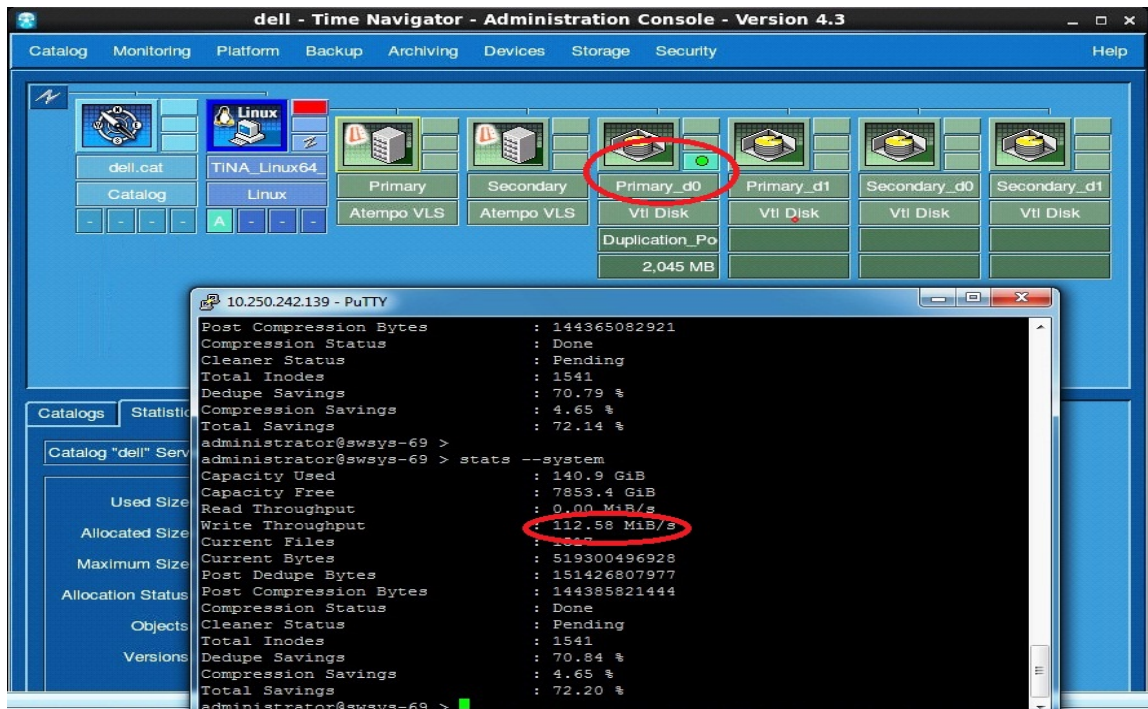 dell - Time Navigator - Administration Console - Version 4.3
Catalog Monitoring Platform Backup Archiving Devices Storage Security Help
Linux
dell.cat TINA_Linux64_ Primary Secondary Primary_d0 Primary_d1 Secondary_d0 Secondary_d1
Catalog Linux Atempo VLS Atempo VLS Vtl Disk Vtl Disk Vtl Disk Vtl Disk
- - - - A - - -
Duplication_Po
2,045 MB
10.250.242.139 - PuTTY
Post Compression Bytes : 144365082921
Compression Status : Done
Cleaner Status : Pending
Total Inodes : 1541
Dedupe Savings : 70.79 %
Compression Savings : 4.65 %
Total Savings : 72.14 %
administrator@swsys-69 >
administrator@swsys-69 > stats --system
Capacity Used : 140.9 GiB
Capacity Free : 7853.4 GiB
Read Throughput : 0.00 MiB/s
Write Throughput : 112.58 MiB/s
Current Files :
Current Bytes : 519300496928
Post Dedupe Bytes : 151426807977
Post Compression Bytes : 144385821444
Compression Status : Done
Cleaner Status : Pending
Total Inodes : 1541
Dedupe Savings : 70.84 %
Compression Savings : 4.65 %
Total Savings : 72.20 %
administrator@swsys-69 >
Catalogs Statistic
Catalog "dell" Serv
Used Size
Allocated Size
Maximum Size
Allocation Status
Objects
Versions